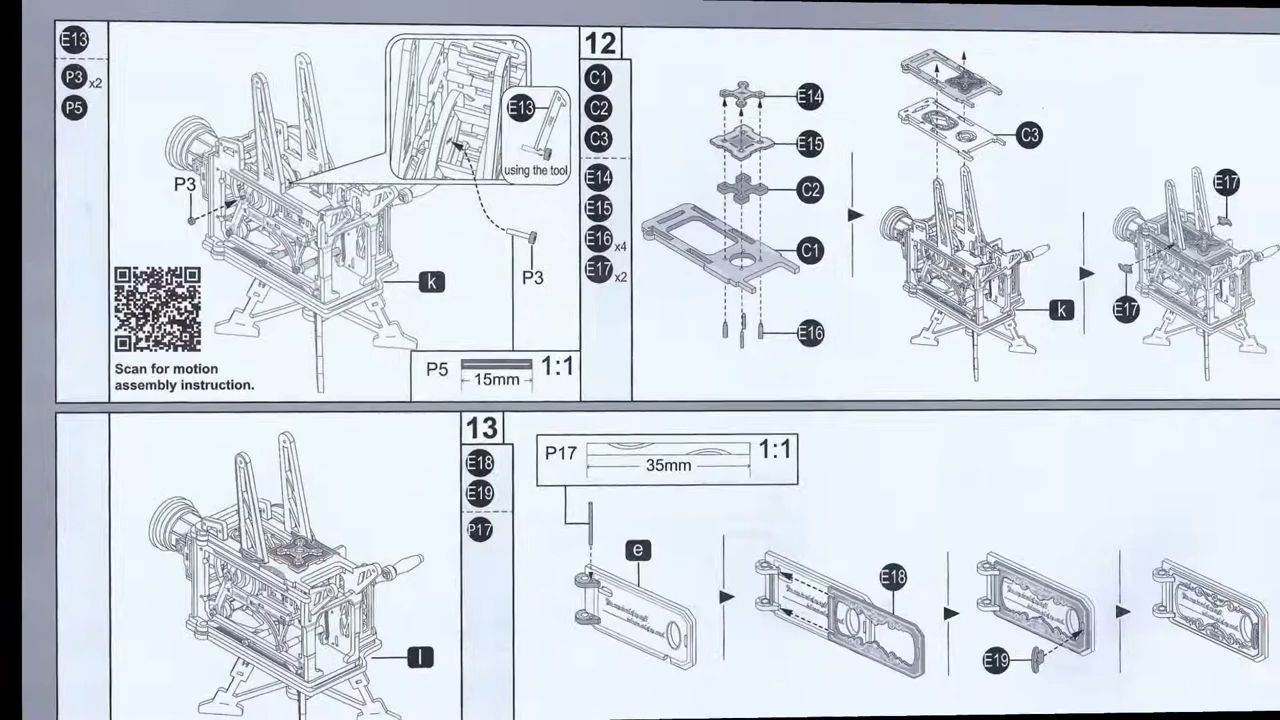 E13
P3 x2
P5
E13
using the tool
P3
P3
k
Scan for motion
assembly instruction.
P5
15mm
1:1
12
C1
C2
C3
E14
E15
E16 x4
E17 x2
E14
E15
C2
C1
E16
C3
k
E17
E17
l
13
E18
E19
P17
P17
35mm
1:1
e
E18
E19